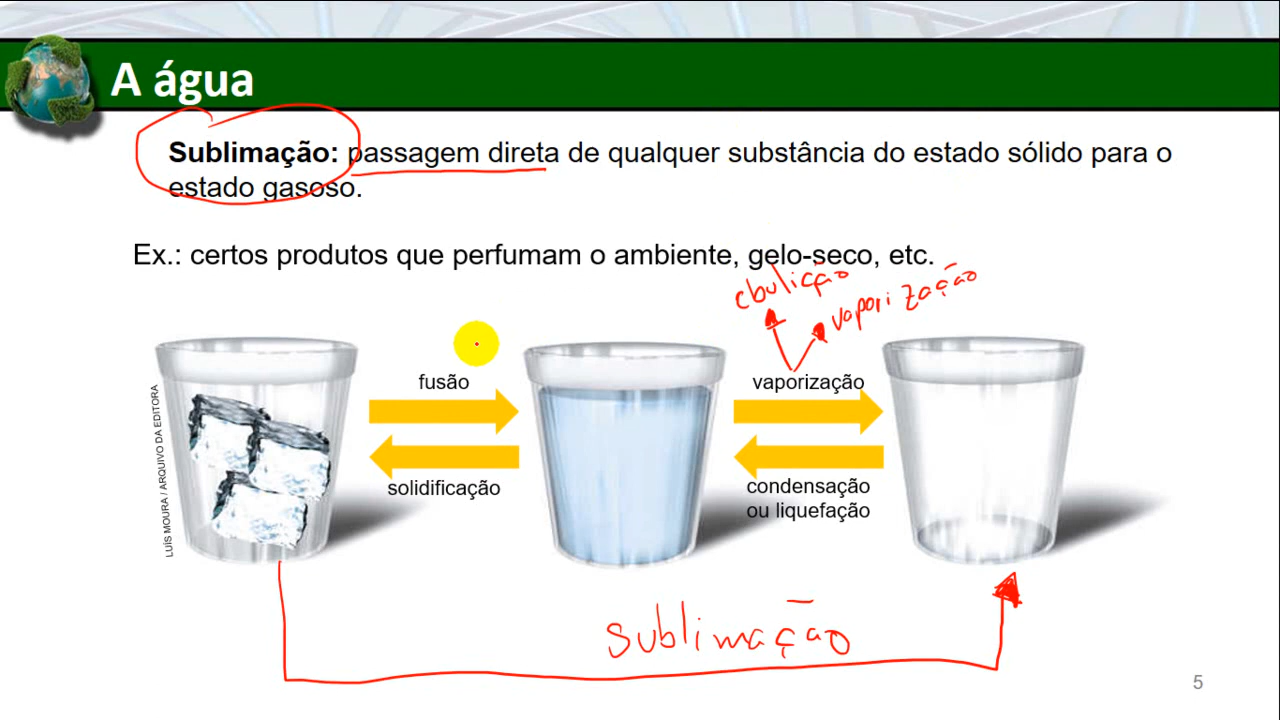 A água
Sublimação: passagem direta de qualquer substância do estado sólido para o
estado gasoso.
Ex.: certos produtos que perfumam o ambiente, gelo-seco, etc.
ebulição
vaporização
fusão
vaporização
solidificação
condensação
ou liquefação
LUÍS MOURA / ARQUIVO DA EDITORA
sublimação
5